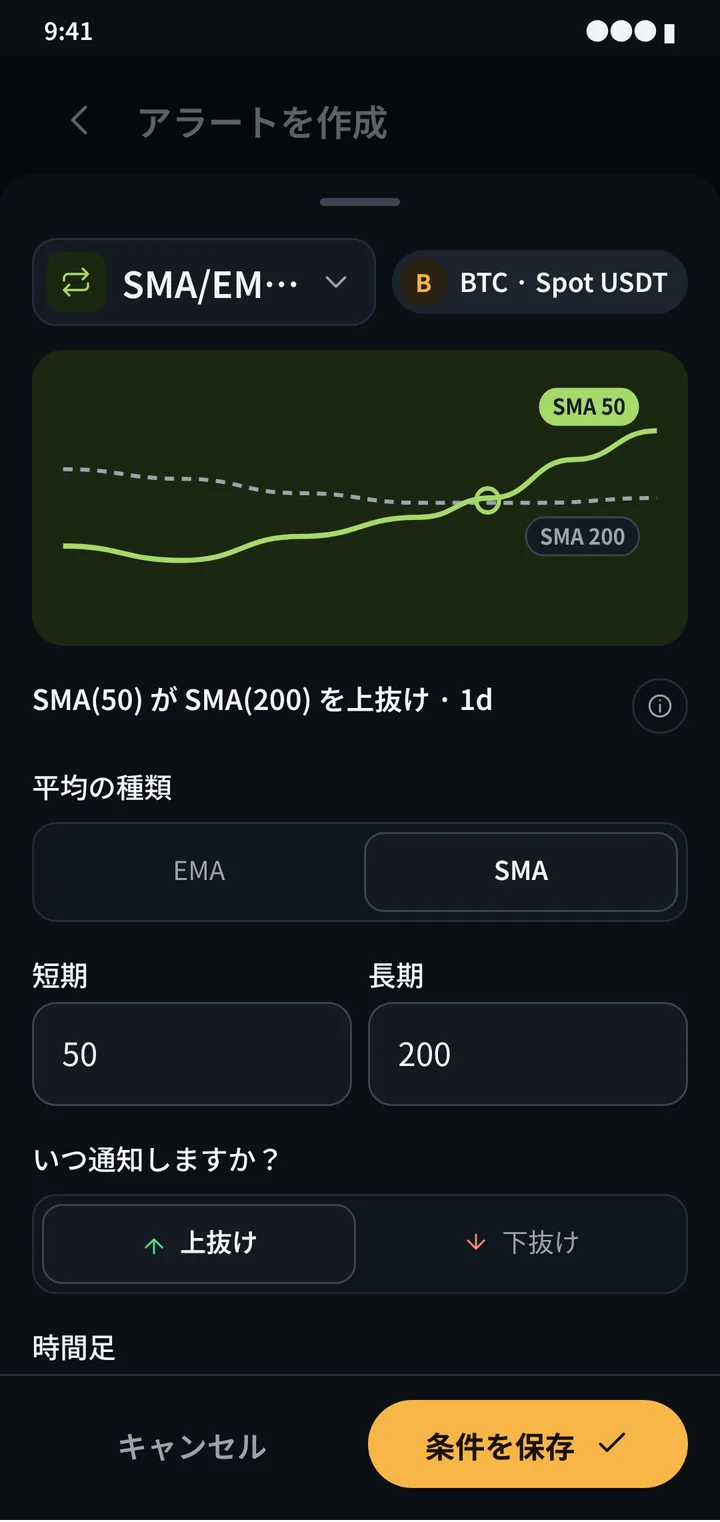 9:41
アラートを作成
SMA/EM…
B
BTC · Spot USDT
SMA 50
SMA 200
SMA(50) が SMA(200) を上抜け · 1d
平均の種類
EMA
SMA
短期
長期
50
200
いつ通知しますか？
上抜け
下抜け
時間足
キャンセル
条件を保存